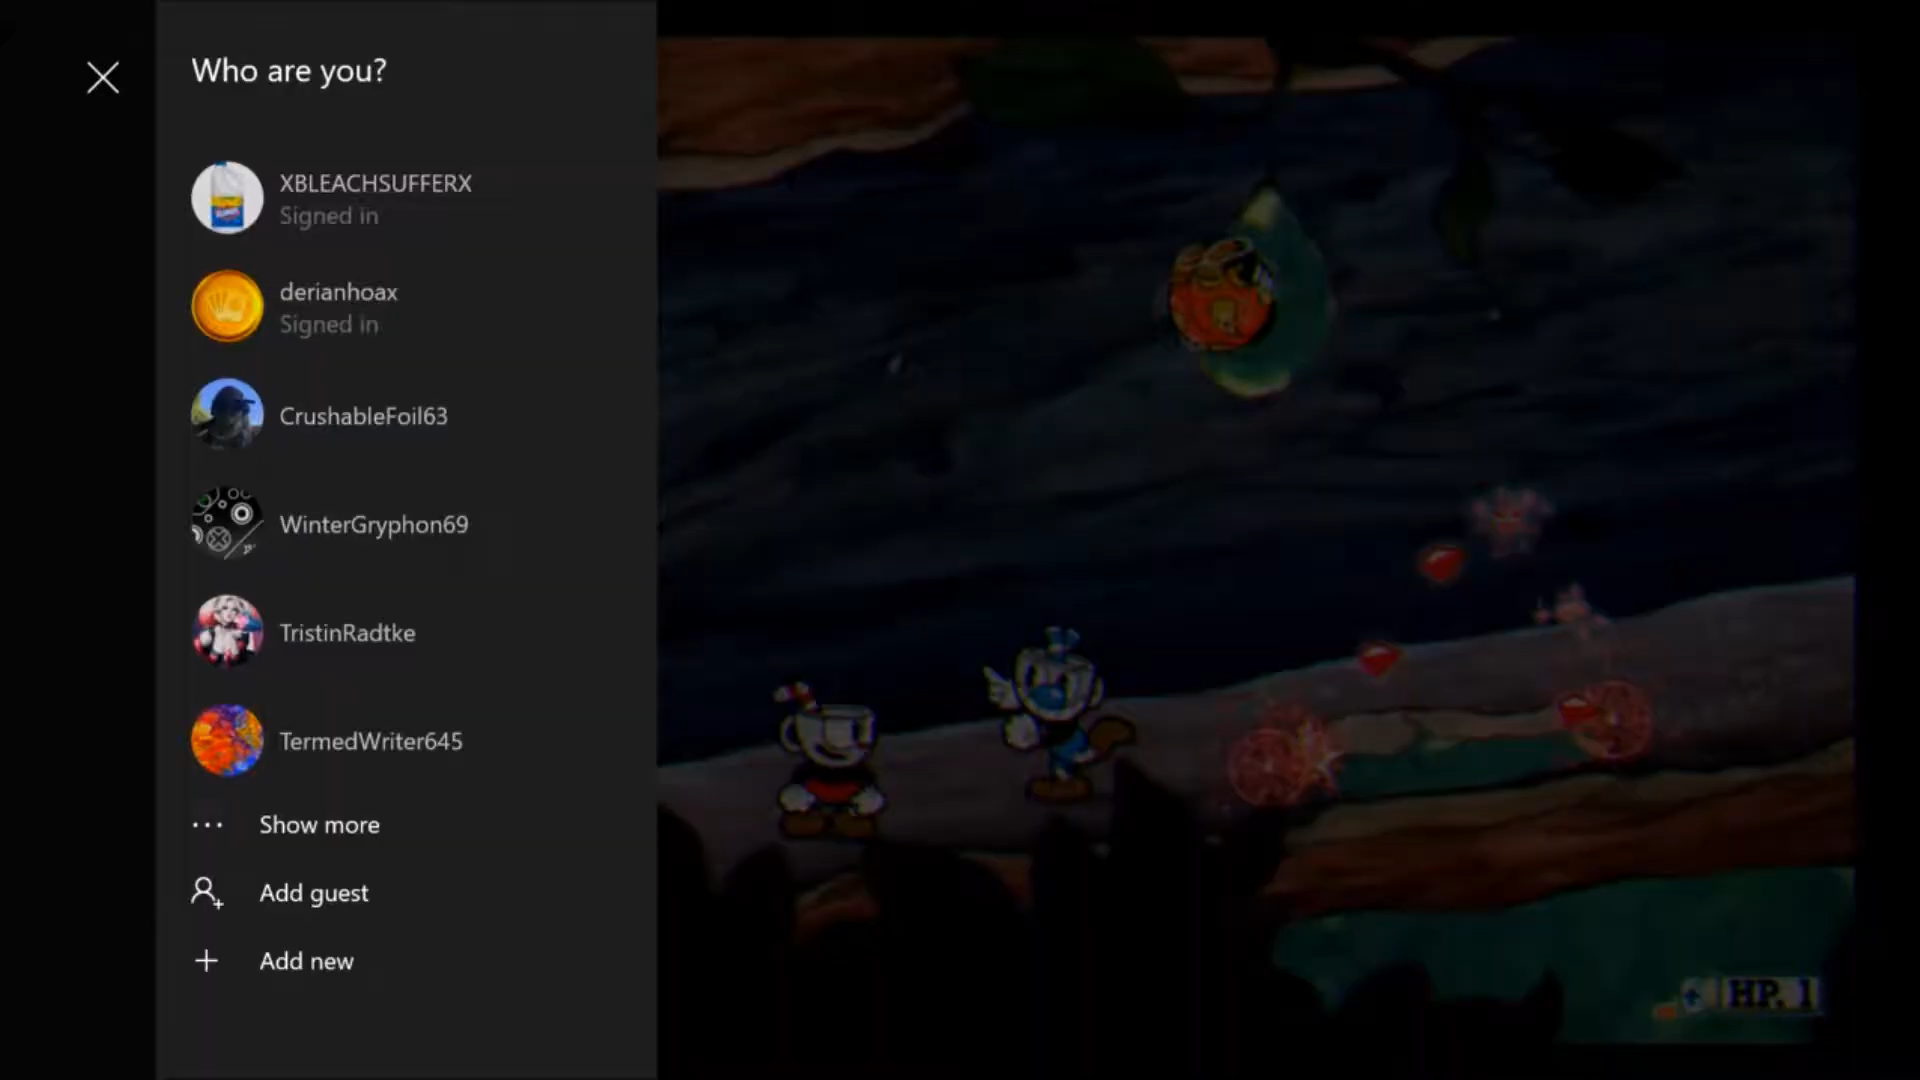 Who are you?
XBLEACHSUFFERX
Signed in
derianhoax
Signed in
CrushableFoil63
WinterGryphon69
TristinRadtke
TermedWriter645
Show more
Add guest
Add new
HP. 1